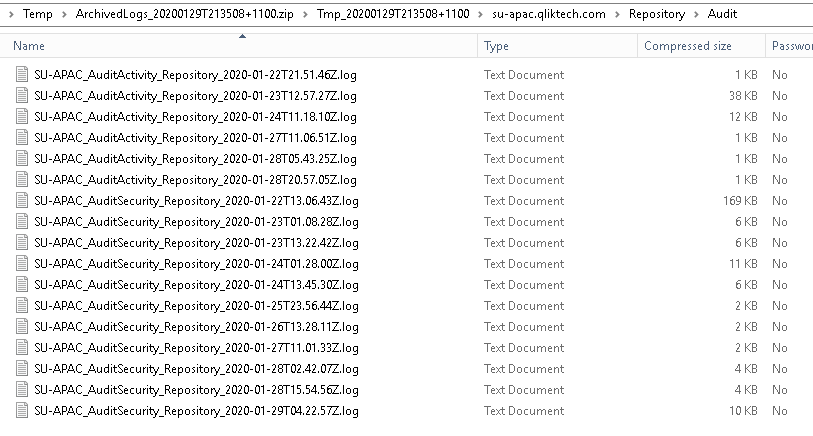 Temp > ArchivedLogs_20200129T213508+1100.zip > Tmp_20200129T213508+1100 > su-apac.qliktech.com > Repository > Audit
Name Type Compressed size Passwor
SU-APAC_AuditActivity_Repository_2020-01-22T21.51.46Z.log Text Document 1 KB No
SU-APAC_AuditActivity_Repository_2020-01-23T12.57.27Z.log Text Document 38 KB No
SU-APAC_AuditActivity_Repository_2020-01-24T11.18.10Z.log Text Document 12 KB No
SU-APAC_AuditActivity_Repository_2020-01-27T11.06.51Z.log Text Document 1 KB No
SU-APAC_AuditActivity_Repository_2020-01-28T05.43.25Z.log Text Document 1 KB No
SU-APAC_AuditActivity_Repository_2020-01-28T20.57.05Z.log Text Document 1 KB No
SU-APAC_AuditSecurity_Repository_2020-01-22T13.06.43Z.log Text Document 169 KB No
SU-APAC_AuditSecurity_Repository_2020-01-23T01.08.28Z.log Text Document 6 KB No
SU-APAC_AuditSecurity_Repository_2020-01-23T13.22.42Z.log Text Document 6 KB No
SU-APAC_AuditSecurity_Repository_2020-01-24T01.28.00Z.log Text Document 11 KB No
SU-APAC_AuditSecurity_Repository_2020-01-24T13.45.30Z.log Text Document 6 KB No
SU-APAC_AuditSecurity_Repository_2020-01-25T23.56.44Z.log Text Document 2 KB No
SU-APAC_AuditSecurity_Repository_2020-01-26T13.28.11Z.log Text Document 2 KB No
SU-APAC_AuditSecurity_Repository_2020-01-27T11.01.33Z.log Text Document 2 KB No
SU-APAC_AuditSecurity_Repository_2020-01-28T02.42.07Z.log Text Document 4 KB No
SU-APAC_AuditSecurity_Repository_2020-01-28T15.54.56Z.log Text Document 4 KB No
SU-APAC_AuditSecurity_Repository_2020-01-29T04.22.57Z.log Text Document 10 KB No